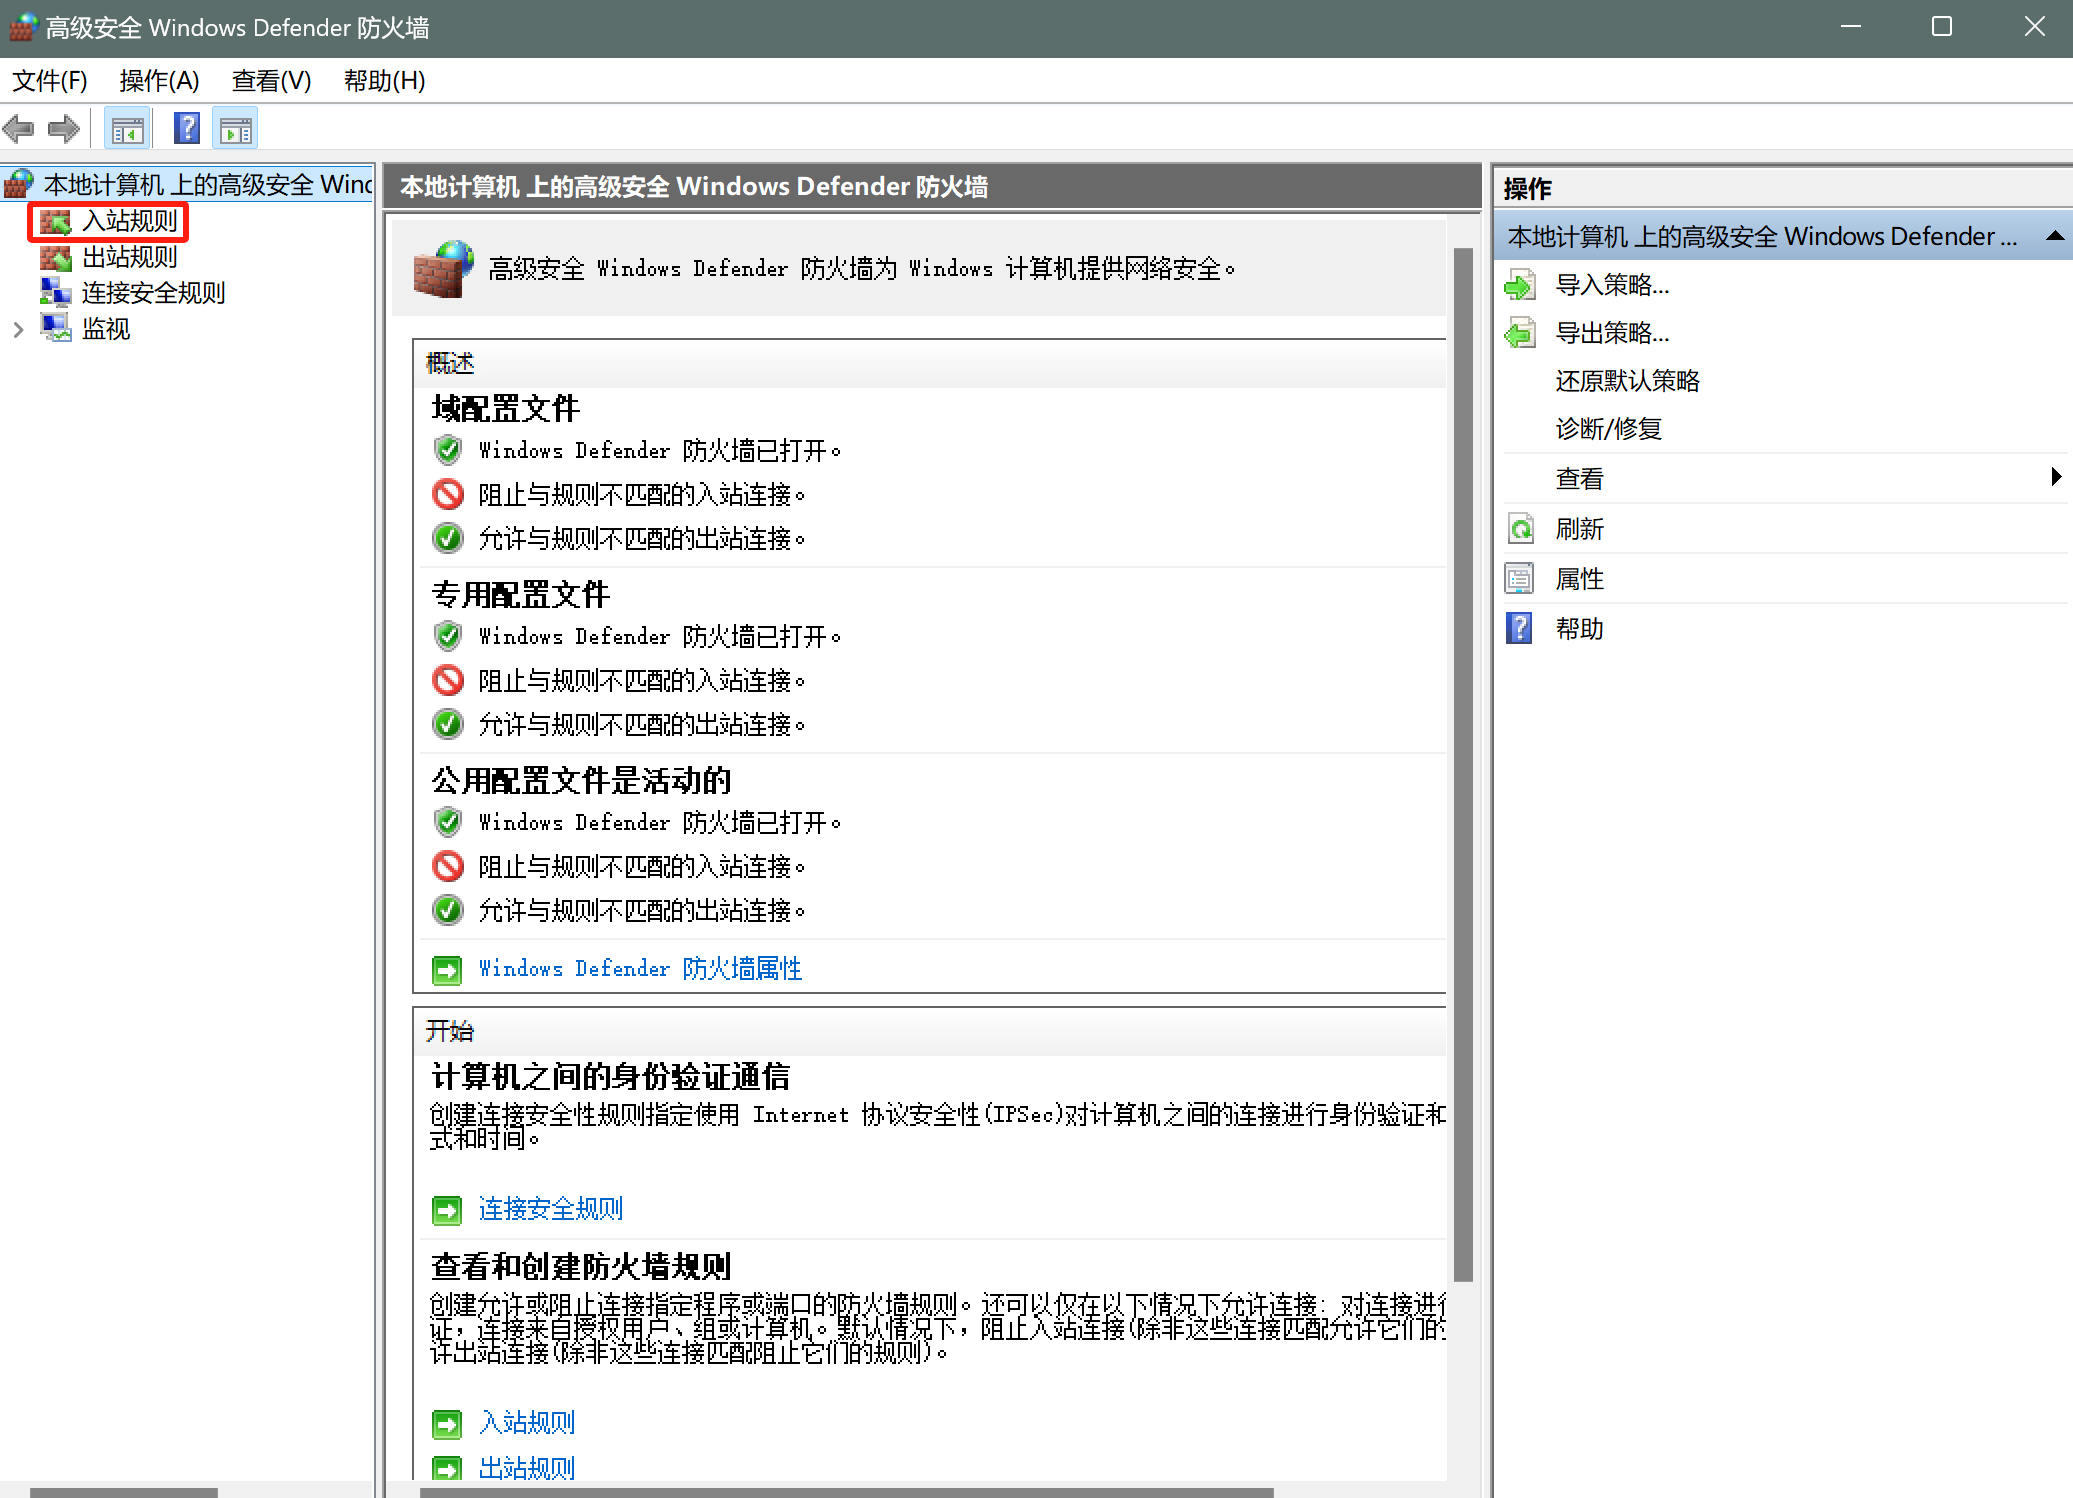 高级安全 Windows Defender 防火墙
文件(F) 操作(A) 查看(V) 帮助(H)
本地计算机 上的高级安全 Wind
入站规则
出站规则
连接安全规则
监视
本地计算机 上的高级安全 Windows Defender 防火墙
高级安全 Windows Defender 防火墙为 Windows 计算机提供网络安全。
概述
域配置文件
Windows Defender 防火墙已打开。
阻止与规则不匹配的入站连接。
允许与规则不匹配的出站连接。
专用配置文件
Windows Defender 防火墙已打开。
阻止与规则不匹配的入站连接。
允许与规则不匹配的出站连接。
公用配置文件是活动的
Windows Defender 防火墙已打开。
阻止与规则不匹配的入站连接。
允许与规则不匹配的出站连接。
Windows Defender 防火墙属性
开始
计算机之间的身份验证通信
创建连接安全性规则指定使用 Internet 协议安全性(IPSec)对计算机之间的连接进行身份验证和
式和时间。
连接安全规则
查看和创建防火墙规则
创建允许或阻止连接指定程序或端口的防火墙规则。还可以仅在以下情况下允许连接: 对连接进行
证，连接来自授权用户、组或计算机。默认情况下，阻止入站连接(除非这些连接匹配允许它们的
许出站连接(除非这些连接匹配阻止它们的规则)。
入站规则
出站规则
操作
本地计算机 上的高级安全 Windows Defender ...
导入策略...
导出策略...
还原默认策略
诊断/修复
查看
刷新
属性
帮助